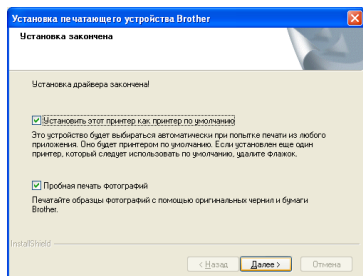 Установка печатающего устройства Brother
Установка закончена
Установка драйвера закончена!
Установить этот принтер как принтер по умолчанию
Это устройство будет выбираться автоматически при попытке печати из любого
приложения. Оно будет принтером по умолчанию. Если установлен еще один
принтер, который следует использовать по умолчанию, удалите флажок.
Пробная печать фотографий
Печатайте образцы фотографий с помощью оригинальных чернил и бумаги
Brother.
InstallShield
< Назад Далее > Отмена